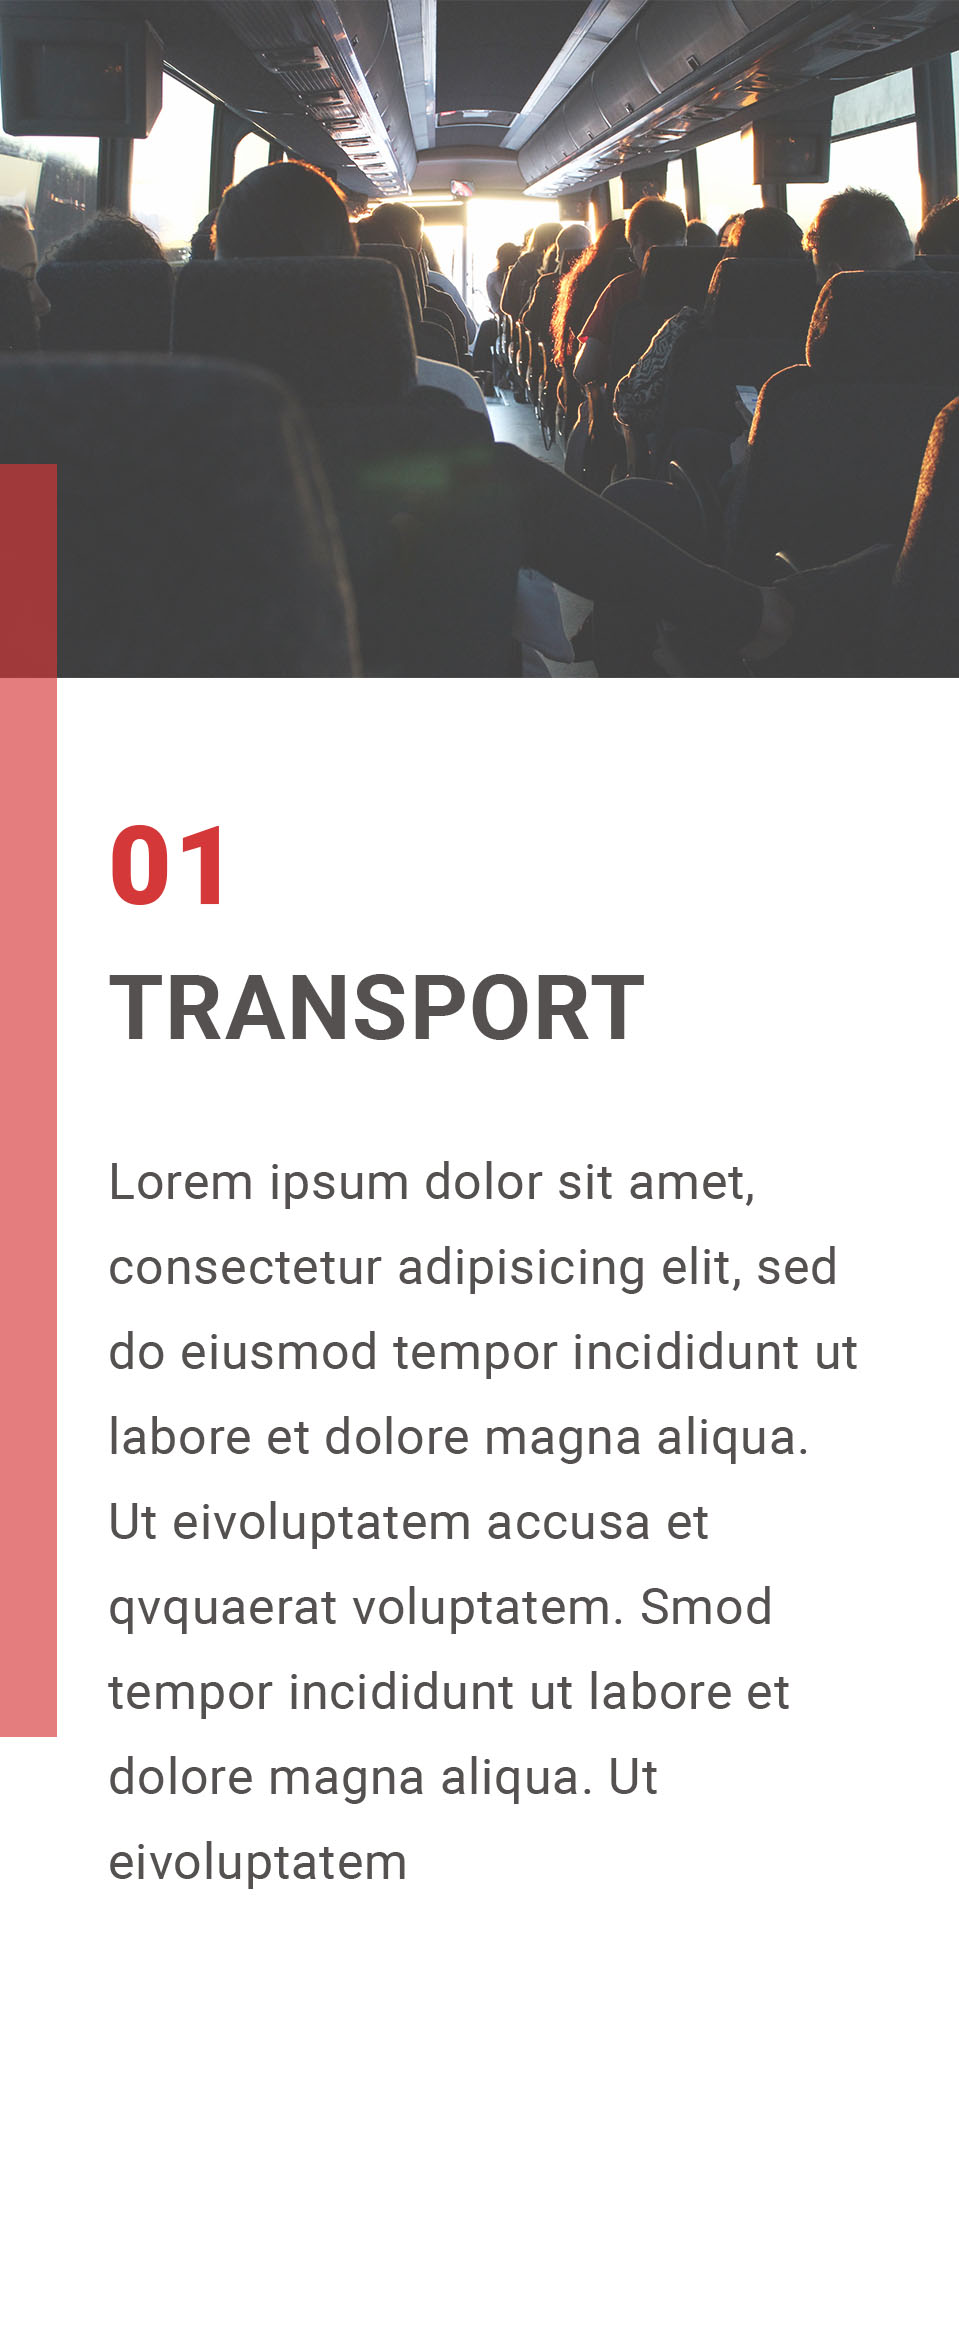 01
TRANSPORT
Lorem ipsum dolor sit amet,
consectetur adipisicing elit, sed
do eiusmod tempor incididunt ut
labore et dolore magna aliqua.
Ut eivoluptatem accusa et
qvquaerat voluptatem. Smod
tempor incididunt ut labore et
dolore magna aliqua. Ut
eivoluptatem